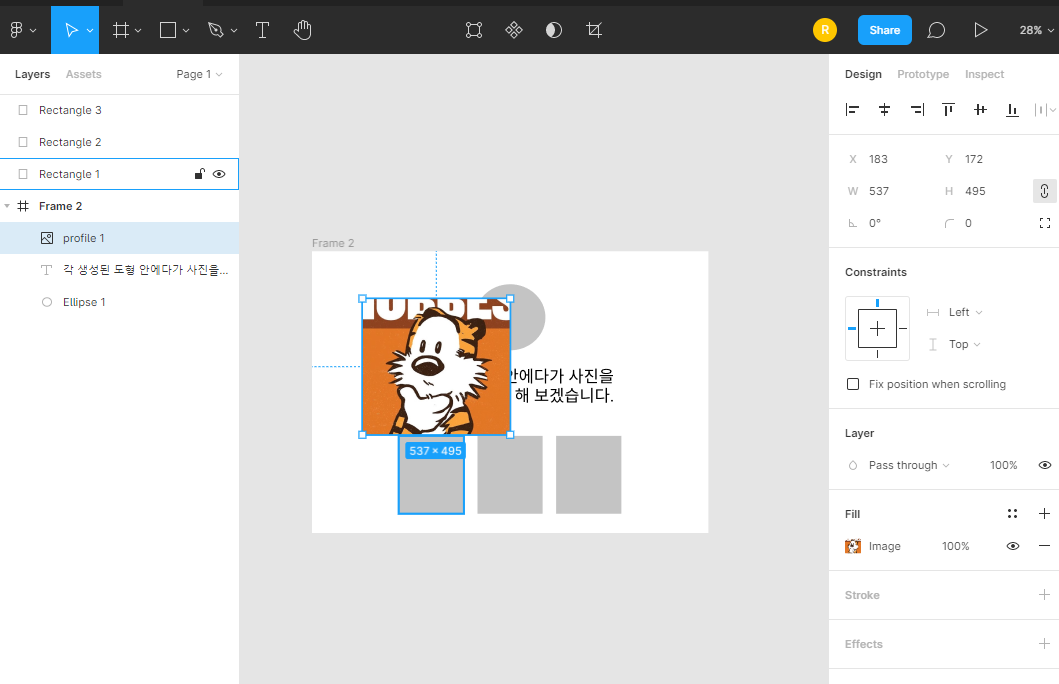 R
Share
28%
Layers
Assets
Page 1
Rectangle 3
Rectangle 2
Rectangle 1
Frame 2
profile 1
각 생성된 도형 안에다가 사진을...
Ellipse 1
Frame 2
안에다가 사진을
해 보겠습니다.
537 × 495
Design
Prototype
Inspect
X 183
Y 172
W 537
H 495
0°
0
Constraints
Left
Top
Fix position when scrolling
Layer
Pass through
100%
Fill
Image
100%
Stroke
Effects